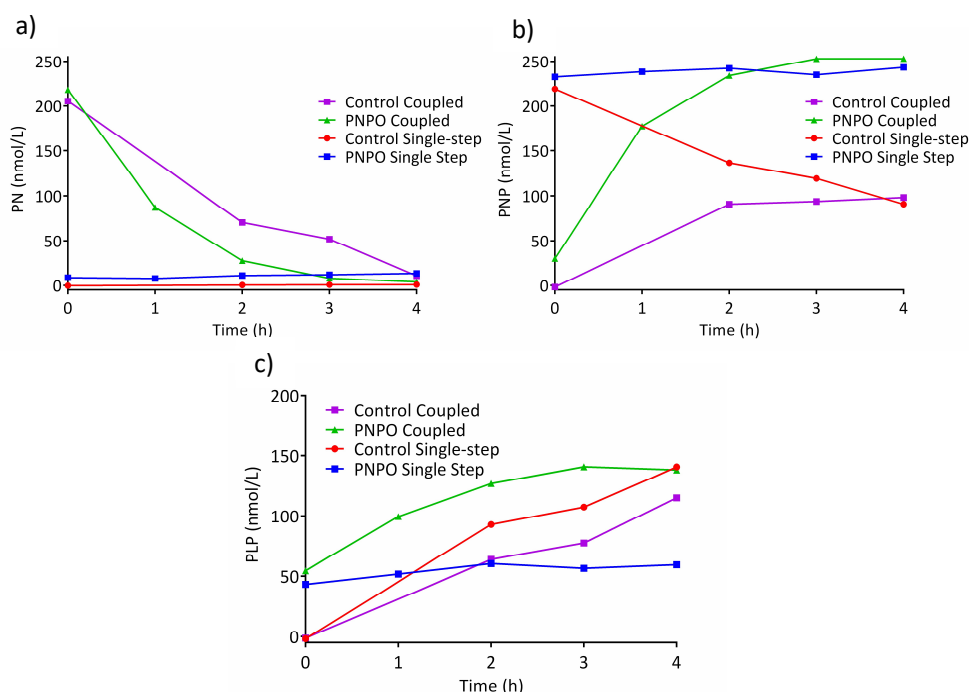 a)
PN (nmol/L)
250
200
150
100
50
0
0 1 2 3 4
Time (h)
Control Coupled
PNPO Coupled
Control Single-step
PNPO Single Step
b)
PNP (nmol/L)
250
200
150
100
50
0
0 1 2 3 4
Time (h)
Control Coupled
PNPO Coupled
Control Single-step
PNPO Single Step
c)
PLP (nmol/L)
200
150
100
50
0
0 1 2 3 4
Time (h)
Control Coupled
PNPO Coupled
Control Single-step
PNPO Single Step